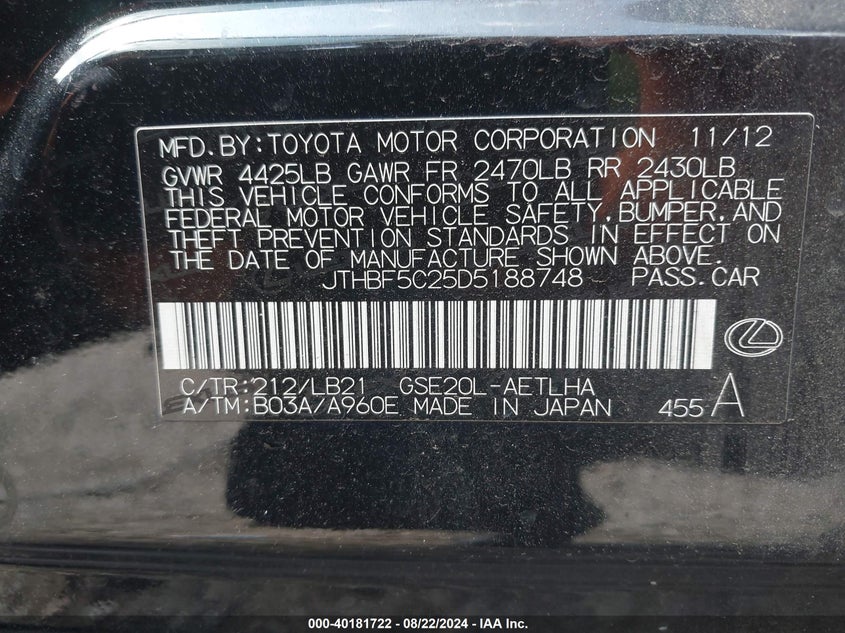 MFD.BY:TOYOTA MOTOR CORPORATION 11/12
GVWR 4425LB GAWR FR 2470LB RR 2430LB
THIS VEHICLE CONFORMS TO ALL APPLICABLE
FEDERAL MOTOR VEHICLE SAFETY,BUMPER,AND
THEFT PREVENTION STANDARDS IN EFFECT ON
THE DATE OF MANUFACTURE SHOWN ABOVE.
JTHBF5C25D5188748 PASS.CAR
C/TR:212/LB21 GSE20L-AETLHA
A/TM:B03A/A960E MADE IN JAPAN 455 A
000-40181722 - 08/22/2024 - IAA Inc.